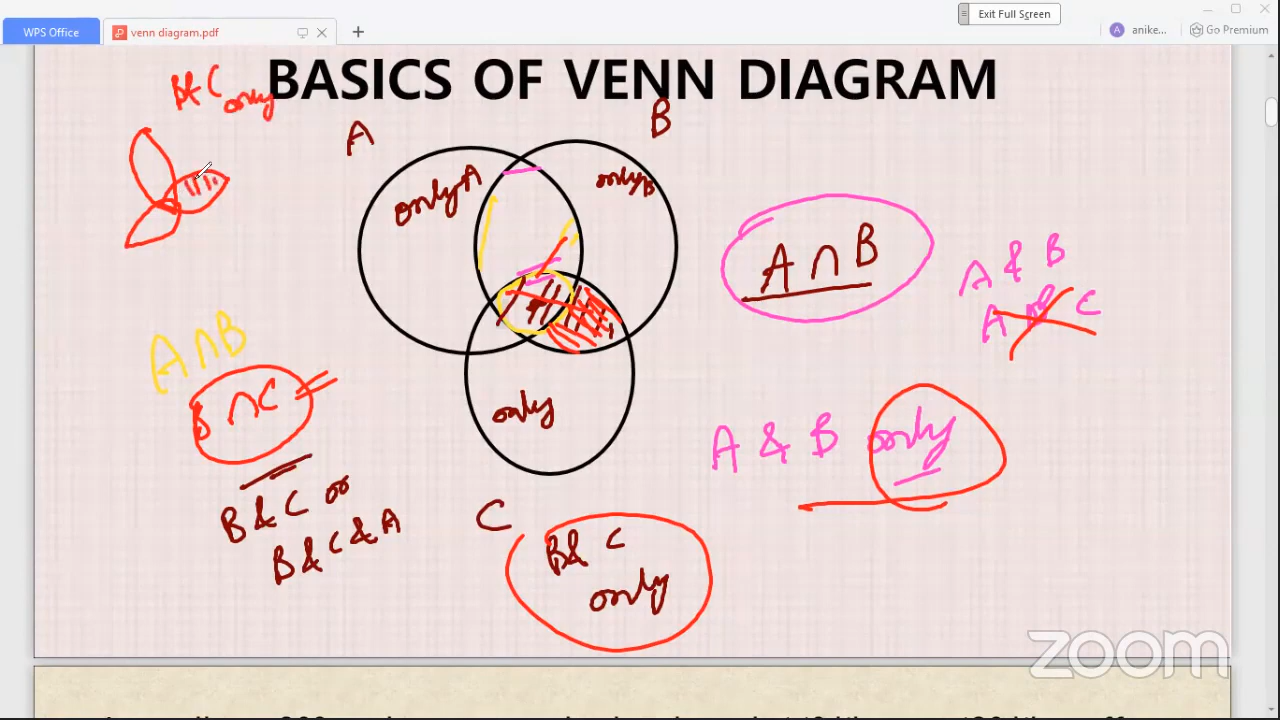 Exit Full Screen
WPS Office
venn diagram.pdf
anike...
Go Premium
BASICS OF VENN DIAGRAM
B & C only
A
B
only A
only B
A ∩ B
A & B
A C
A ∩ B
B ∩ C
only
A & B only
B & C or
B & C & A
C
B & C
only
zoom